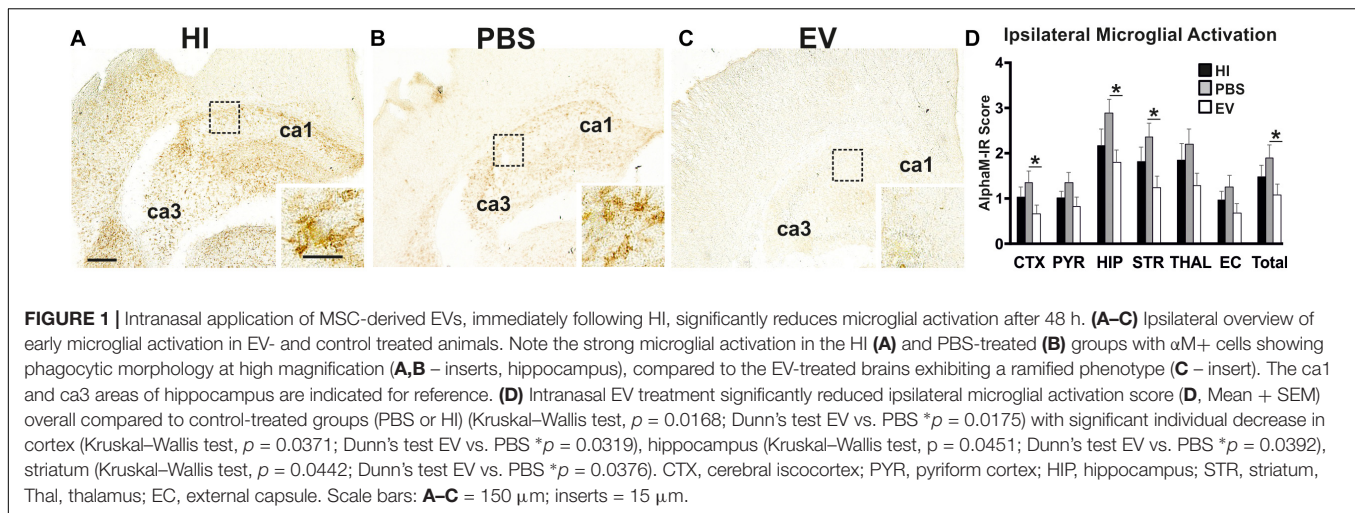 A HI
B PBS
C EV
D Ipsilateral Microglial Activation
ca1
ca3
ca1
ca3
ca1
ca3
AlphaM-IR Score
4
3
2
1
0
HI
PBS
EV
*
*
*
*
CTX PYR HIP STR THAL EC Total
FIGURE 1 | Intranasal application of MSC-derived EVs, immediately following HI, significantly reduces microglial activation after 48 h. (A–C) Ipsilateral overview of
early microglial activation in EV- and control treated animals. Note the strong microglial activation in the HI (A) and PBS-treated (B) groups with αM+ cells showing
phagocytic morphology at high magnification (A,B – inserts, hippocampus), compared to the EV-treated brains exhibiting a ramified phenotype (C – insert). The ca1
and ca3 areas of hippocampus are indicated for reference. (D) Intranasal EV treatment significantly reduced ipsilateral microglial activation score (D, Mean + SEM)
overall compared to control-treated groups (PBS or HI) (Kruskal–Wallis test, p = 0.0168; Dunn's test EV vs. PBS *p = 0.0175) with significant individual decrease in
cortex (Kruskal–Wallis test, p = 0.0371; Dunn's test EV vs. PBS *p = 0.0319), hippocampus (Kruskal–Wallis test, p = 0.0451; Dunn's test EV vs. PBS *p = 0.0392),
striatum (Kruskal–Wallis test, p = 0.0442; Dunn's test EV vs. PBS *p = 0.0376). CTX, cerebral iscocortex; PYR, pyriform cortex; HIP, hippocampus; STR, striatum,
Thal, thalamus; EC, external capsule. Scale bars: A–C = 150 μm; inserts = 15 μm.